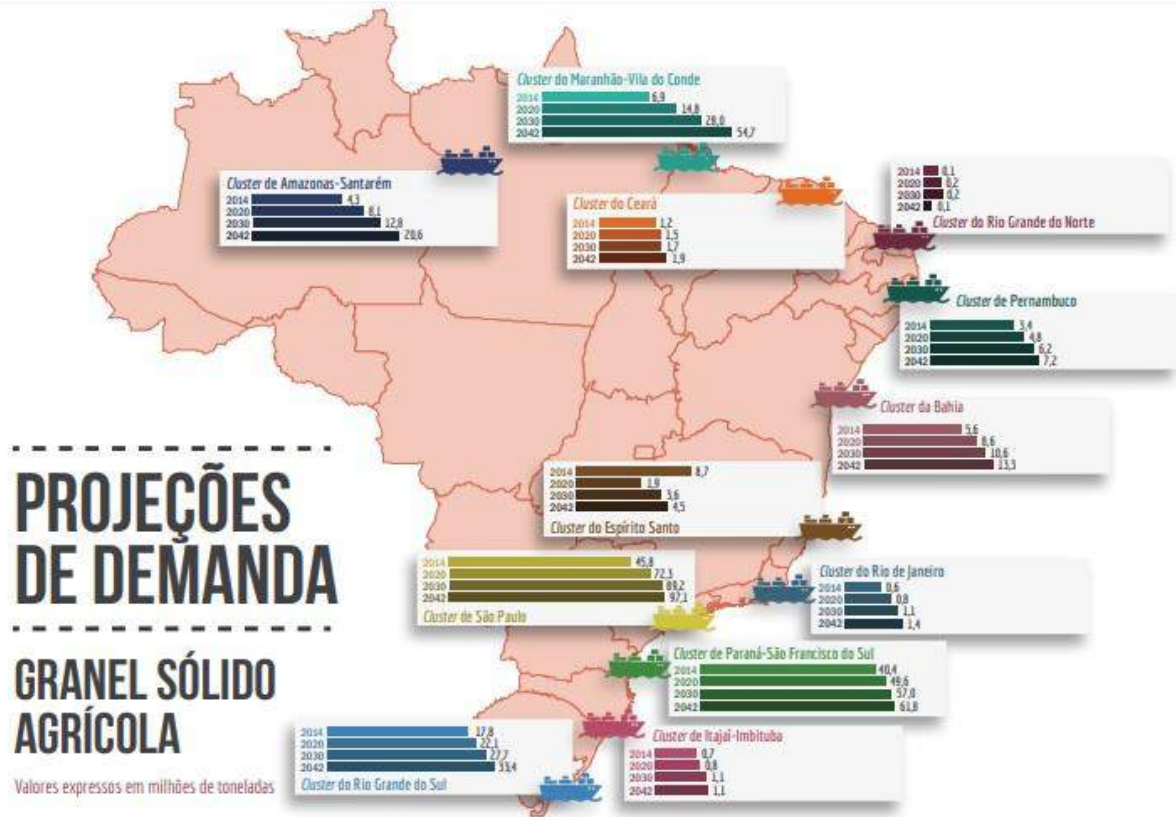 Cluster do Maranhão-Vila do Conde
2014 6,9
2020 14,8
2030 28,0
2042 54,7
Cluster de Amazonas-Santarém
2014 4,3
2020 8,1
2030 12,8
2042 20,6
Cluster do Ceará
2014 1,2
2020 1,5
2030 1,7
2042 1,9
2014 0,1
2020 0,2
2030 0,2
2042 0,1
Cluster do Rio Grande do Norte
Cluster de Pernambuco
2014 3,4
2020 4,8
2030 6,2
2042 7,2
Cluster da Bahia
2014 5,6
2020 8,6
2030 10,6
2042 13,3
2014 8,7
2020 1,9
2030 3,6
2042 4,5
Cluster do Espírito Santo
PROJEÇÕES
DE DEMANDA
2014 45,8
2020 72,3
2030 89,2
2042 97,1
Cluster de São Paulo
Cluster do Rio de Janeiro
2014 0,6
2020 0,8
2030 1,1
2042 1,4
Cluster de Paraná-São Francisco do Sul
2014 40,4
2020 49,6
2030 57,0
2042 61,8
GRANEL SÓLIDO
AGRÍCOLA
Valores expressos em milhões de toneladas
2014 17,8
2020 22,1
2030 27,7
2042 33,4
Cluster do Rio Grande do Sul
Cluster de Itajaí-Imbituba
2014 0,7
2020 0,8
2030 1,1
2042 1,1